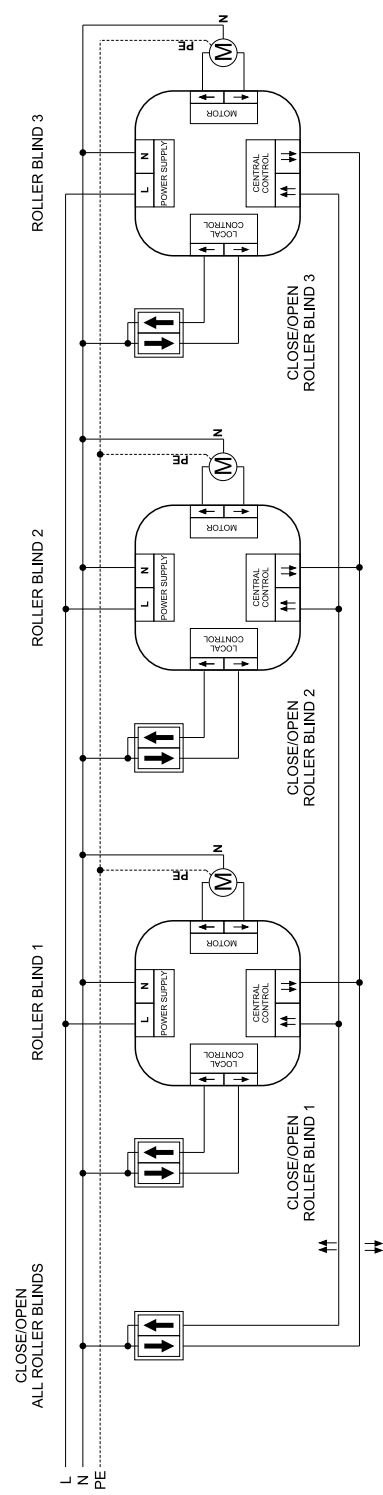 CLOSE/OPEN
ALL ROLLER BLINDS
ROLLER BLIND 1
ROLLER BLIND 2
ROLLER BLIND 3
L
N
PE
L N
POWER SUPPLY
LOCAL
CONTROL
MOTOR
CENTRAL
CONTROL
PE
M
N
CLOSE/OPEN
ROLLER BLIND 1
L N
POWER SUPPLY
LOCAL
CONTROL
MOTOR
CENTRAL
CONTROL
PE
M
N
CLOSE/OPEN
ROLLER BLIND 2
L N
POWER SUPPLY
LOCAL
CONTROL
MOTOR
CENTRAL
CONTROL
PE
M
N
CLOSE/OPEN
ROLLER BLIND 3